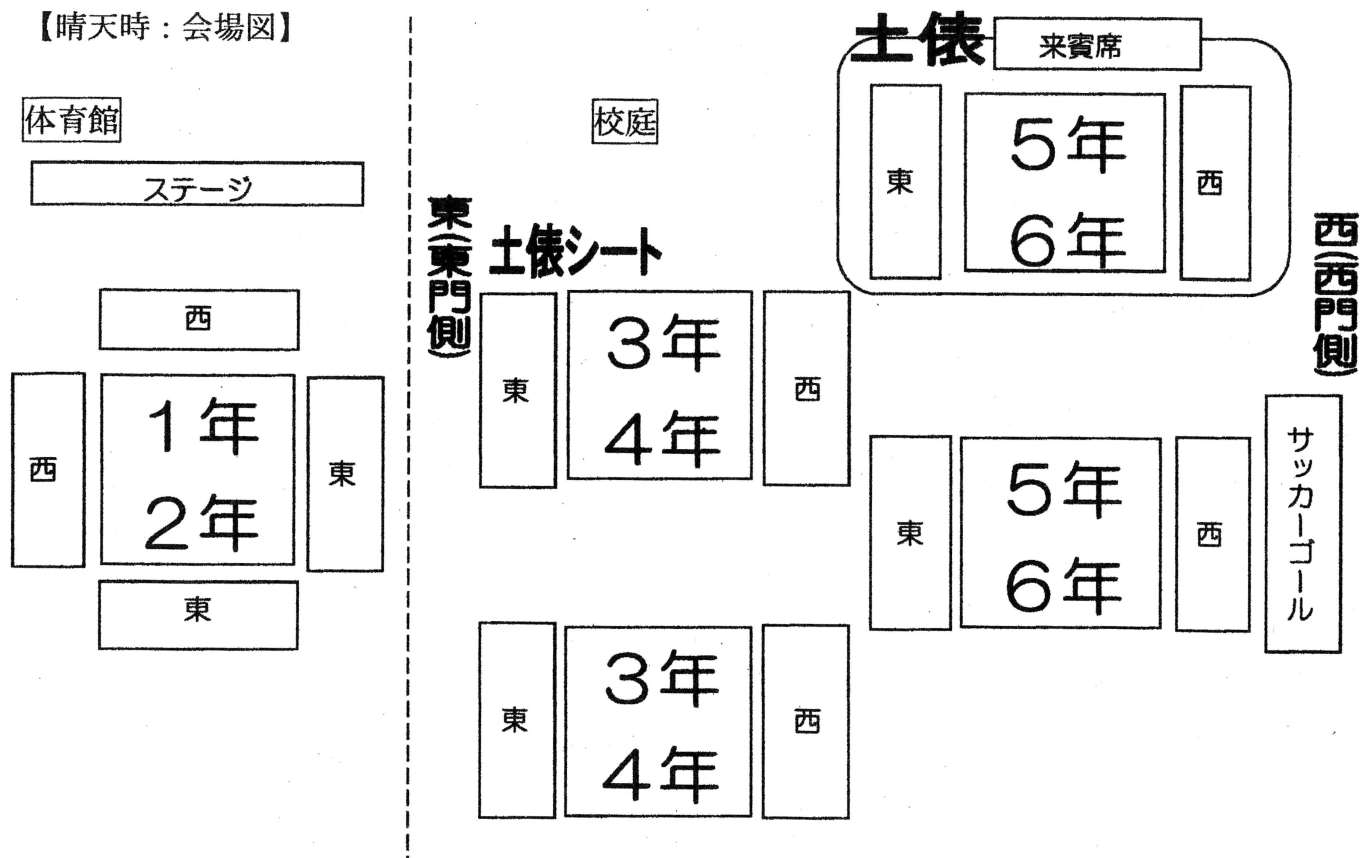 【晴天時：会場図】
体育館
ステージ
西
西
1年
2年
東
東
校庭
東(東門側)
土俵
来賓席
東
5年
6年
西
西(西門側)
土俵シート
東
3年
4年
西
東
5年
6年
西
サッカーゴール
東
3年
4年
西